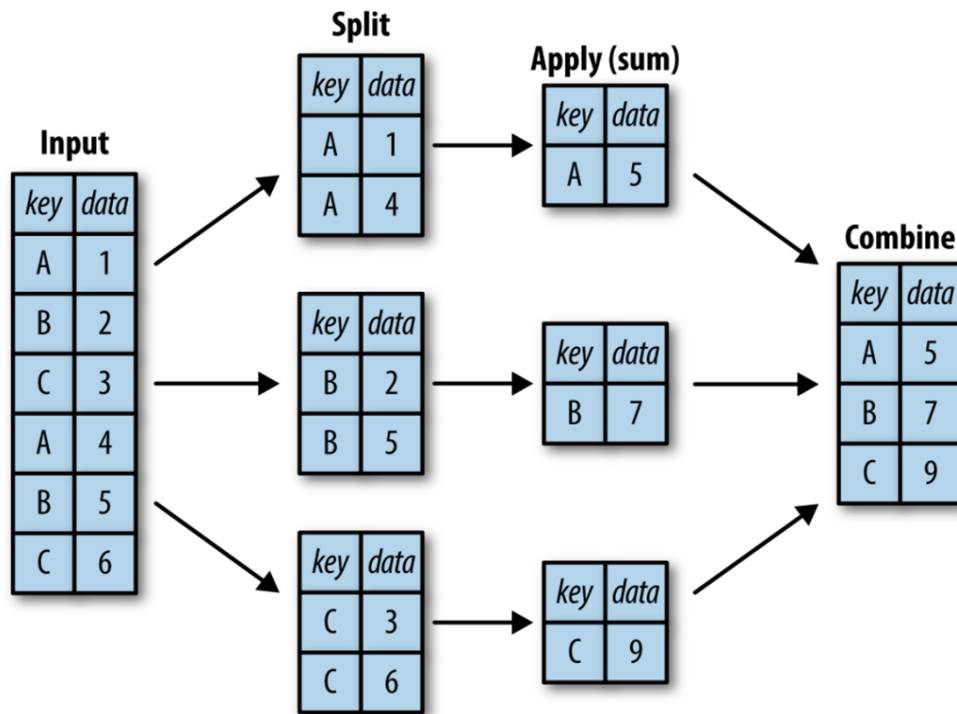 Input
key data
A 1
B 2
C 3
A 4
B 5
C 6
Split
key data
A 1
A 4
key data
B 2
B 5
key data
C 3
C 6
Apply (sum)
key data
A 5
key data
B 7
key data
C 9
Combine
key data
A 5
B 7
C 9